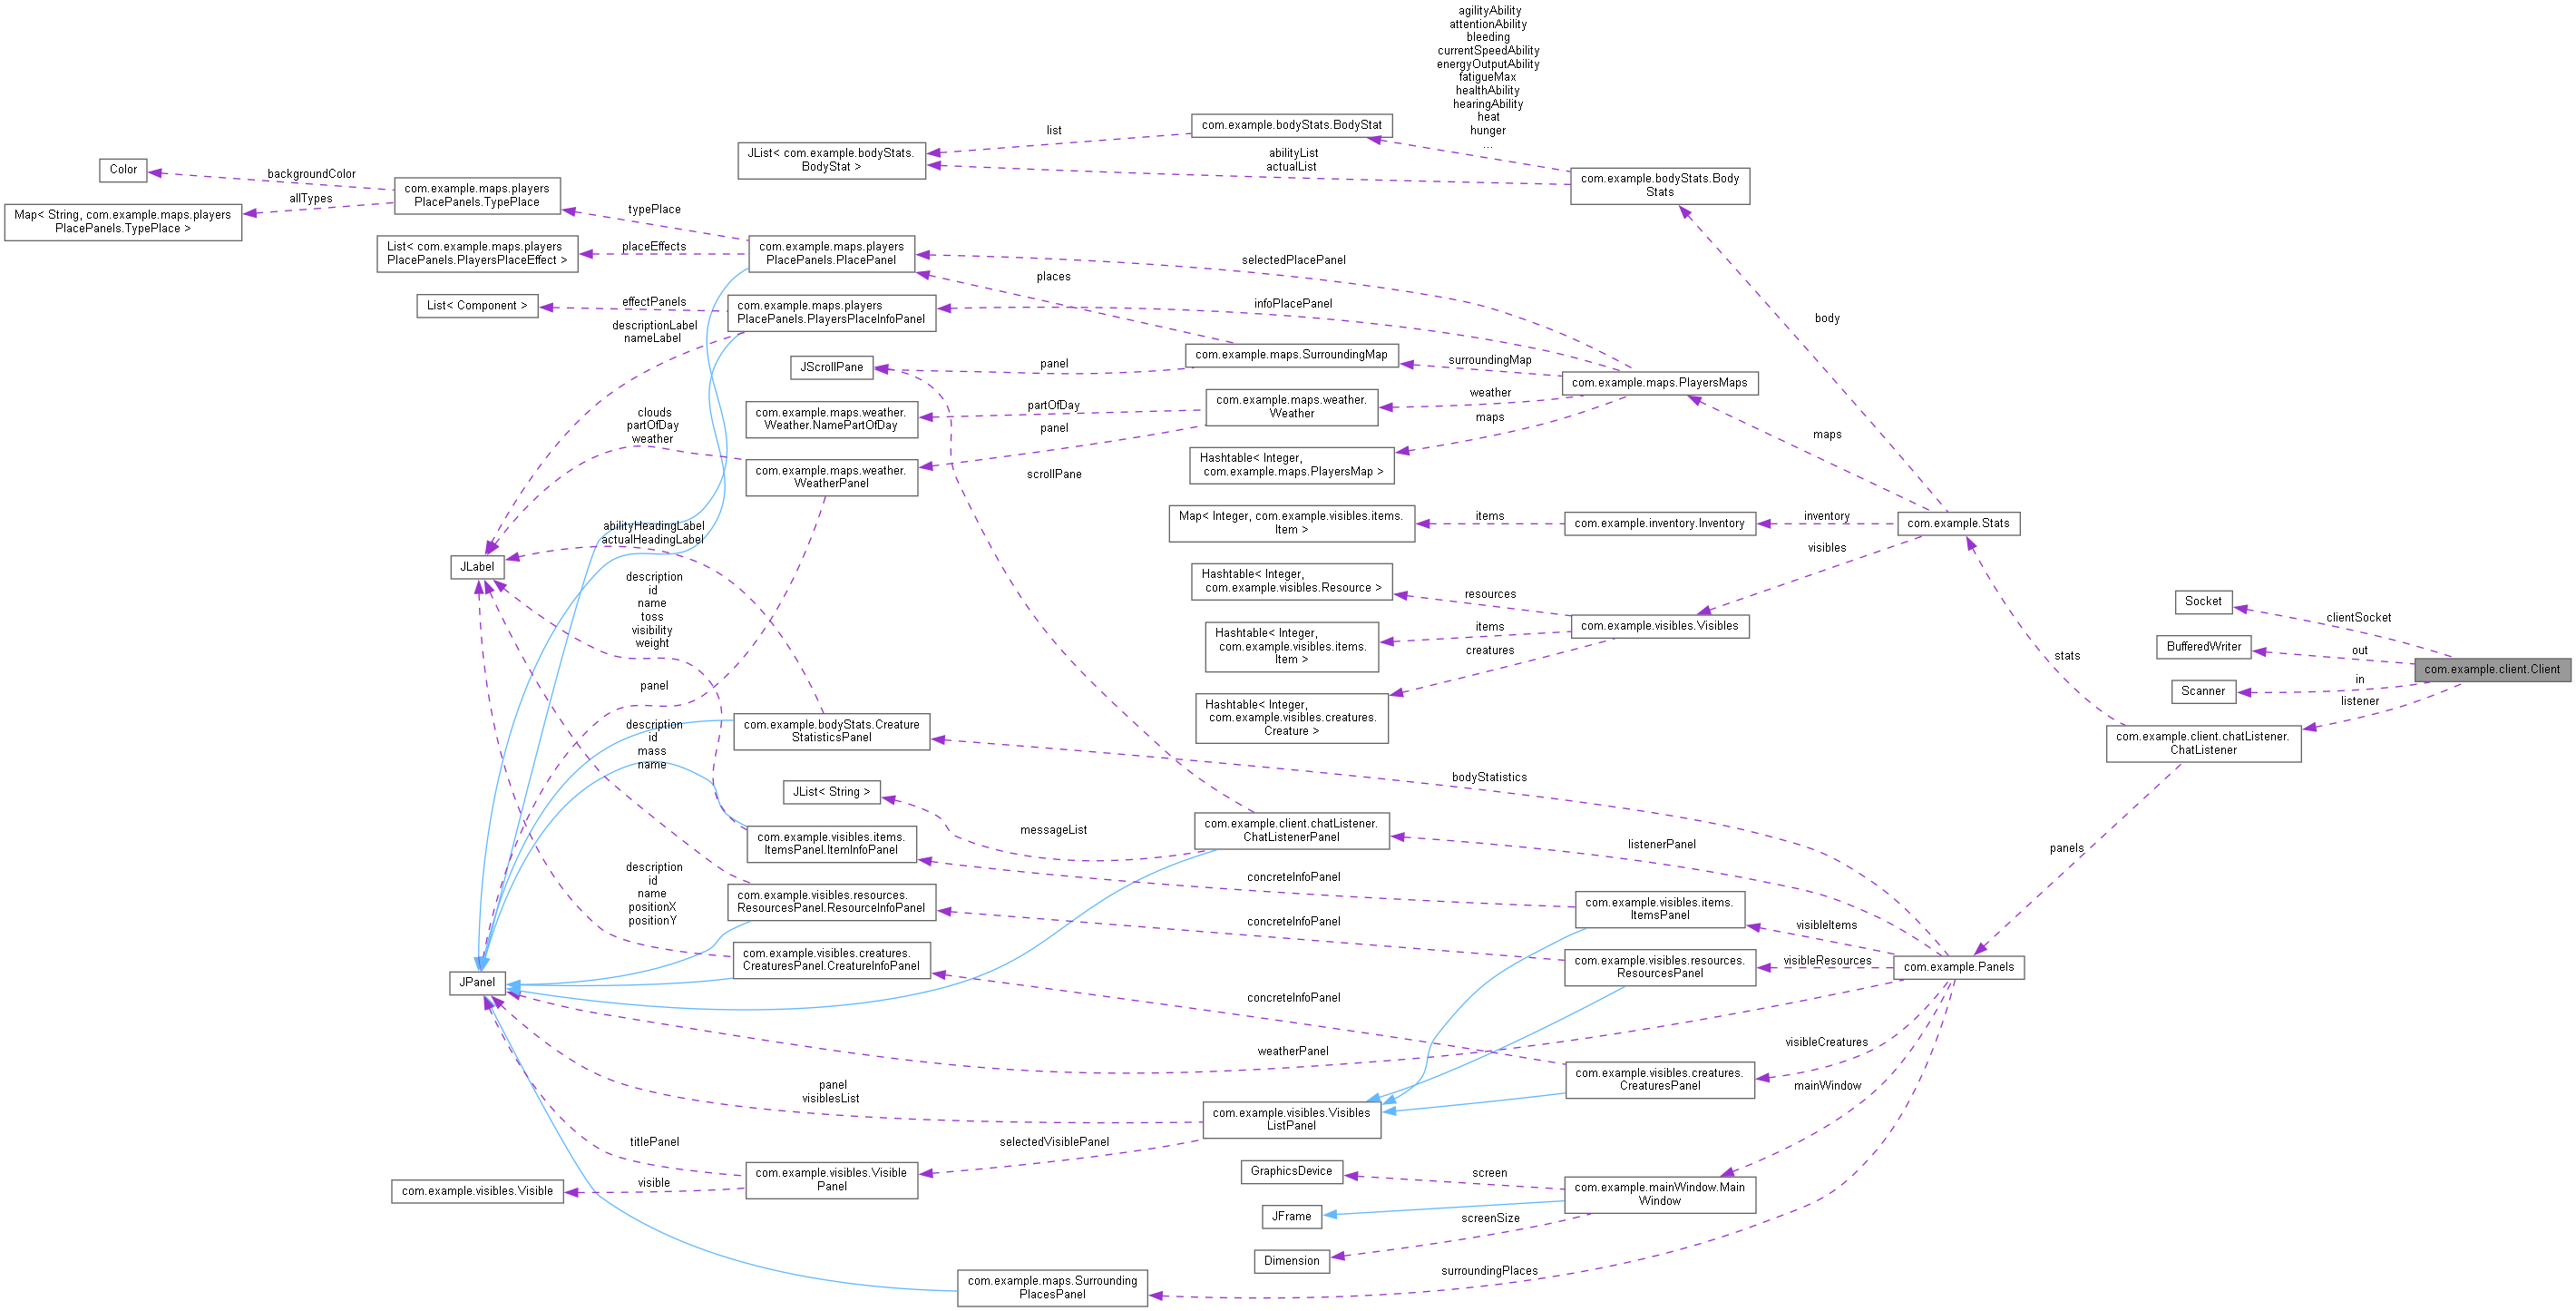 agilityAbility
attentionAbility
bleeding
currentSpeedAbility
energyOutputAbility
fatigueMax
healthAbility
hearingAbility
heat
hunger
...
list
com.example.bodyStats.BodyStat
JList< com.example.bodyStats.
BodyStat >
abilityList
actualList
com.example.bodyStats.Body
Stats
Color
backgroundColor
allTypes
com.example.maps.players
PlacePanels.TypePlace
Map< String, com.example.maps.players
PlacePanels.TypePlace >
typePlace
List< com.example.maps.players
PlacePanels.PlayersPlaceEffect >
placeEffects
com.example.maps.players
PlacePanels.PlacePanel
selectedPlacePanel
places
List< Component >
effectPanels
com.example.maps.players
PlacePanels.PlayersPlaceInfoPanel
infoPlacePanel
body
descriptionLabel
nameLabel
JScrollPane
panel
com.example.maps.SurroundingMap
surroundingMap
com.example.maps.PlayersMaps
com.example.maps.weather.
Weather.NamePartOfDay
partOfDay
com.example.maps.weather.
Weather
weather
maps
clouds
partOfDay
weather
panel
maps
com.example.maps.weather.
WeatherPanel
scrollPane
Hashtable< Integer,
com.example.maps.PlayersMap >
abilityHeadingLabel
actualHeadingLabel
Map< Integer, com.example.visibles.items.
Item >
items
com.example.inventory.Inventory
inventory
com.example.Stats
visibles
JLabel
description
id
name
toss
visibility
weight
Hashtable< Integer,
com.example.visibles.Resource >
resources
Hashtable< Integer,
com.example.visibles.items.
Item >
items
com.example.visibles.Visibles
creatures
Hashtable< Integer,
com.example.visibles.creatures.
Creature >
stats
Socket
clientSocket
BufferedWriter
out
com.example.client.Client
Scanner
in
listener
com.example.client.chatListener.
ChatListener
panel
com.example.bodyStats.Creature
StatisticsPanel
description
id
mass
name
bodyStatistics
JList< String >
messageList
com.example.client.chatListener.
ChatListenerPanel
listenerPanel
panels
com.example.visibles.items.
ItemsPanel.ItemInfoPanel
concreteInfoPanel
description
id
name
positionX
positionY
com.example.visibles.resources.
ResourcesPanel.ResourceInfoPanel
concreteInfoPanel
com.example.visibles.items.
ItemsPanel
visibleItems
com.example.visibles.creatures.
CreaturesPanel.CreatureInfoPanel
com.example.visibles.resources.
ResourcesPanel
visibleResources
com.example.Panels
JPanel
concreteInfoPanel
weatherPanel
visibleCreatures
com.example.visibles.creatures.
CreaturesPanel
mainWindow
panel
visiblesList
com.example.visibles.Visibles
ListPanel
titlePanel
selectedVisiblePanel
com.example.visibles.Visible
visible
com.example.visibles.Visible
Panel
GraphicsDevice
screen
com.example.mainWindow.Main
Window
JFrame
screenSize
Dimension
com.example.maps.Surrounding
PlacesPanel
surroundingPlaces